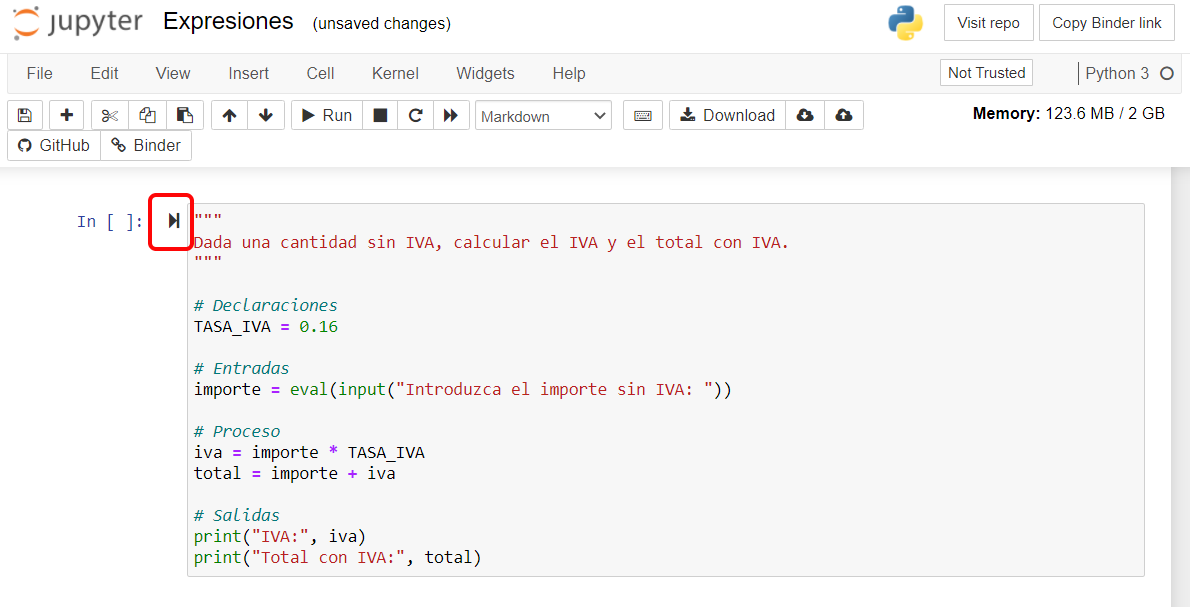 jupyter Expresiones (unsaved changes) Visit repo Copy Binder link
File Edit View Insert Cell Kernel Widgets Help Not Trusted Python 3
Run Markdown Download Memory: 123.6 MB / 2 GB
GitHub Binder
In [ ]: """
Dada una cantidad sin IVA, calcular el IVA y el total con IVA.
"""
# Declaraciones
TASA_IVA = 0.16
# Entradas
importe = eval(input("Introduzca el importe sin IVA: "))
# Proceso
iva = importe * TASA_IVA
total = importe + iva
# Salidas
print("IVA:", iva)
print("Total con IVA:", total)